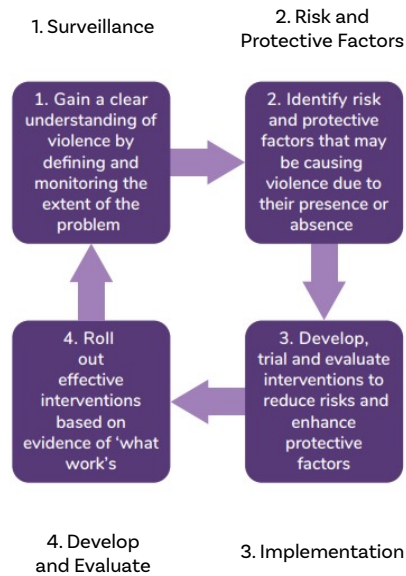 1. Surveillance
2. Risk and
Protective Factors
1. Gain a clear
understanding of
violence by
defining and
monitoring the
extent of the
problem
2. Identify risk
and protective
factors that may
be causing
violence due to
their presence or
absence
4. Roll
out
effective
interventions
based on
evidence of ‘what
work’s
3. Develop,
trial and evaluate
interventions to
reduce risks and
enhance
protective
factors
4. Develop
and Evaluate
3. Implementation